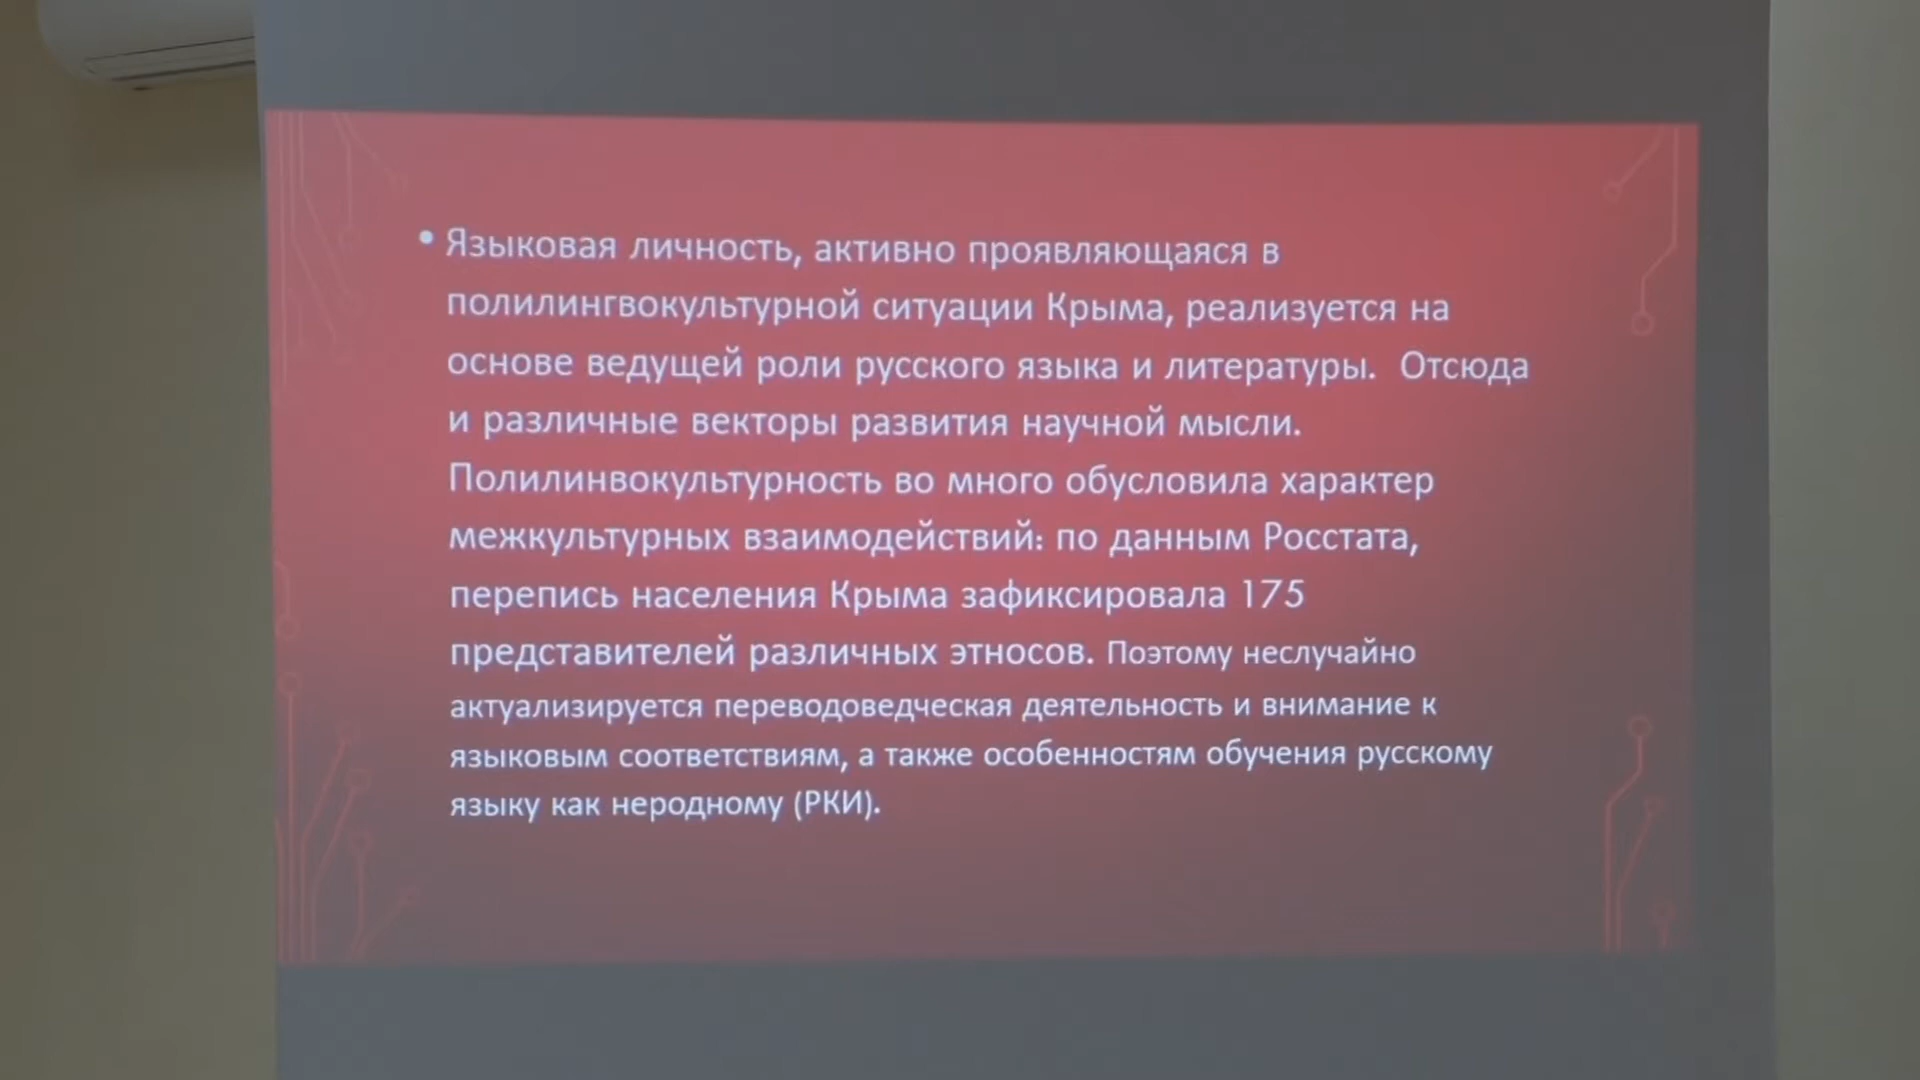 • Языковая личность, активно проявляющаяся в
полилингвокультурной ситуации Крыма, реализуется на
основе ведущей роли русского языка и литературы. Отсюда
и различные векторы развития научной мысли.
Полилинвокультурность во много обусловила характер
межкультурных взаимодействий: по данным Росстата,
перепись населения Крыма зафиксировала 175
представителей различных этносов. Поэтому неслучайно
актуализируется переводоведческая деятельность и внимание к
языковым соответствиям, а также особенностям обучения русскому
языку как неродному (РКИ).